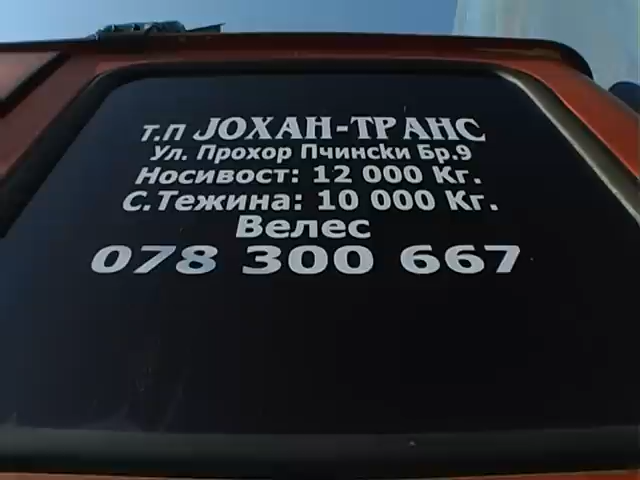 Т.П ЈОХАН-ТРАНС
Ул. Прохор Пчински Бр.9
Носивост: 12 000 Кг.
С.Тежина: 10 000 Кг.
Велес
078 300 667